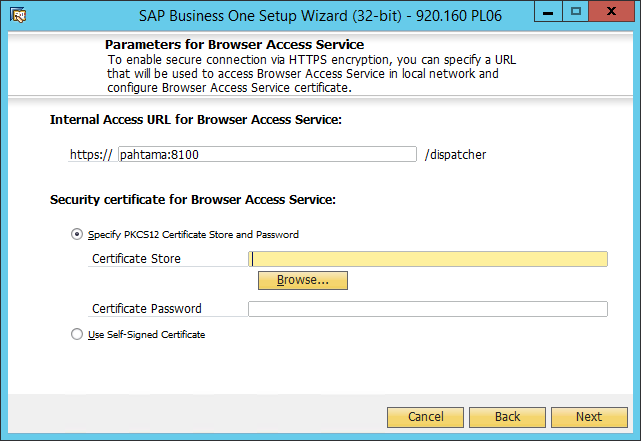 SAP Business One Setup Wizard (32-bit) - 920.160 PL06
Parameters for Browser Access Service
To enable secure connection via HTTPS encryption, you can specify a URL
that will be used to access Browser Access Service in local network and
configure Browser Access Service certificate.
Internal Access URL for Browser Access Service:
https:// pahtama:8100 /dispatcher
Security certificate for Browser Access Service:
Specify PKCS12 Certificate Store and Password
Certificate Store
Browse...
Certificate Password
Use Self-Signed Certificate
Cancel Back Next